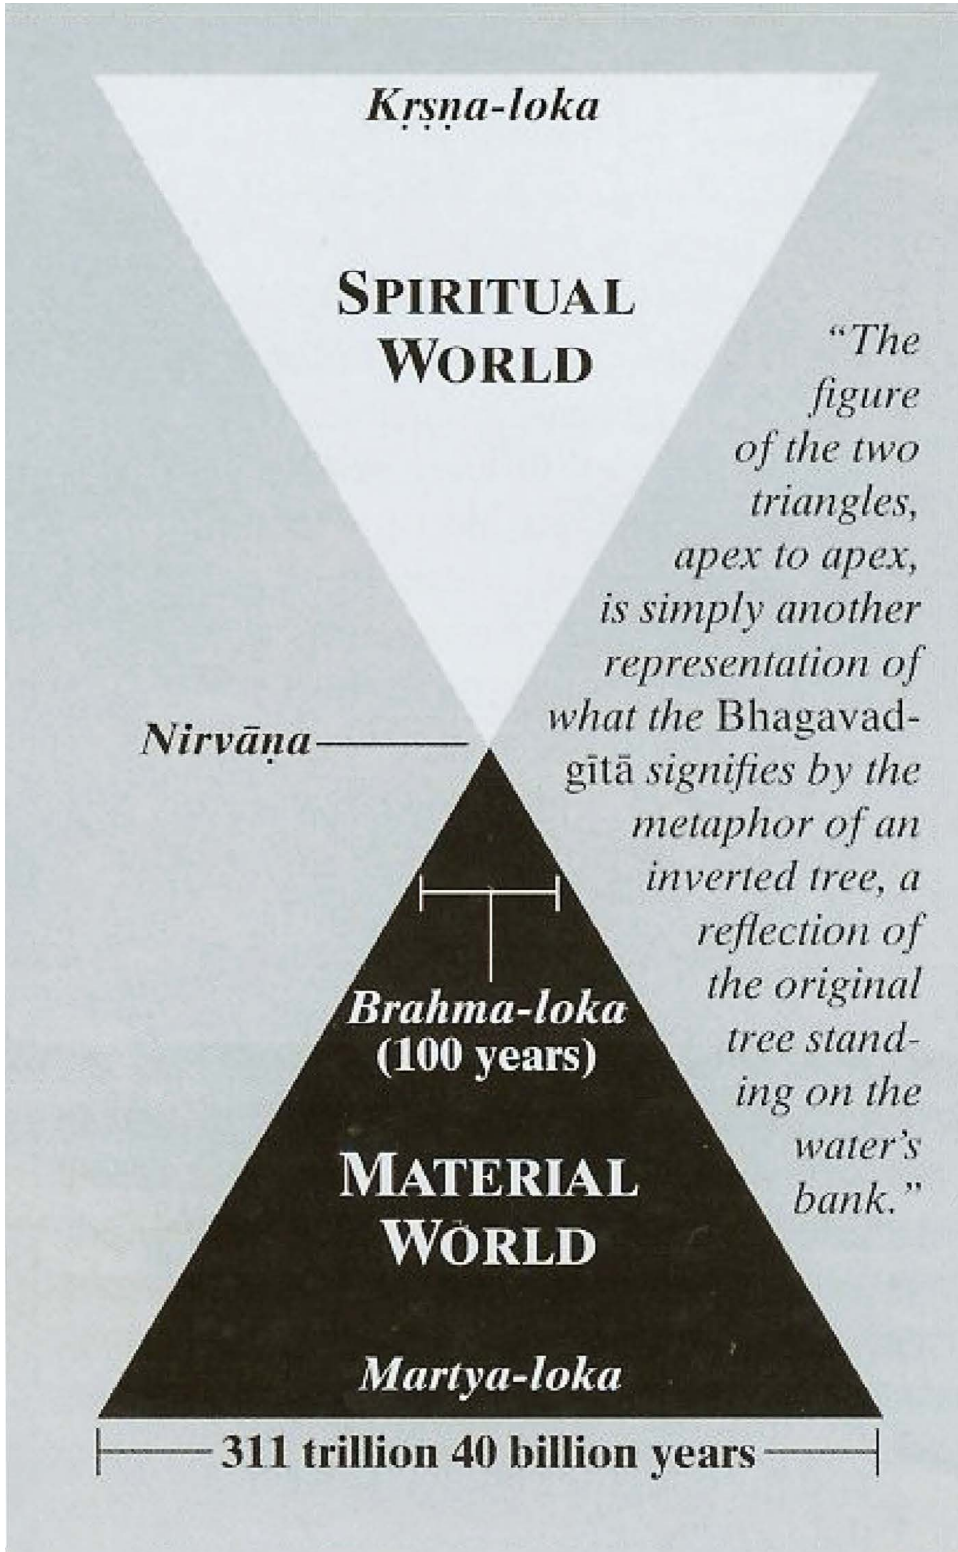 Kṛṣṇa-loka
SPIRITUAL
WORLD
“The
figure
of the two
triangles,
apex to apex,
is simply another
representation of
what the Bhagavad-
gītā signifies by the
metaphor of an
inverted tree, a
reflection of
the original
tree stand-
ing on the
water’s
bank.”
Nirvāṇa
Brahma-loka
(100 years)
MATERIAL
WORLD
Martya-loka
311 trillion 40 billion years